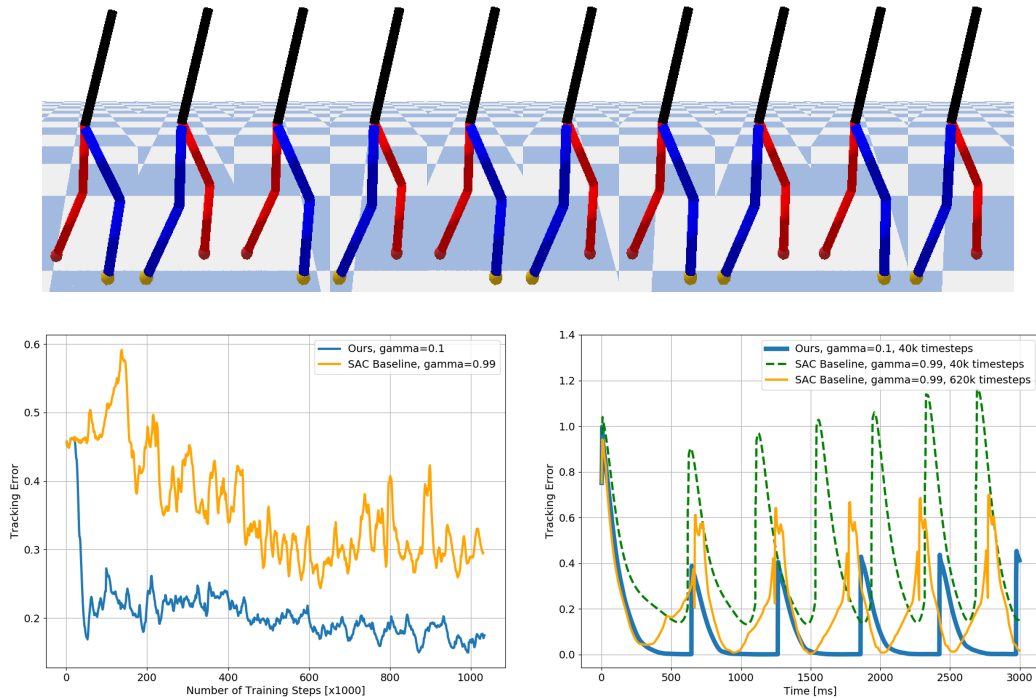 0.6
0.5
0.4
0.3
0.2
Tracking Error
Ours, gamma=0.1
SAC Baseline, gamma=0.99
0 200 400 600 800 1000
Number of Training Steps [x1000]
1.4
1.2
1.0
0.8
0.6
0.4
0.2
0.0
Tracking Error
Ours, gamma=0.1, 40k timesteps
SAC Baseline, gamma=0.99, 40k timesteps
SAC Baseline, gamma=0.99, 620k timesteps
0 500 1000 1500 2000 2500 3000
Time [ms]